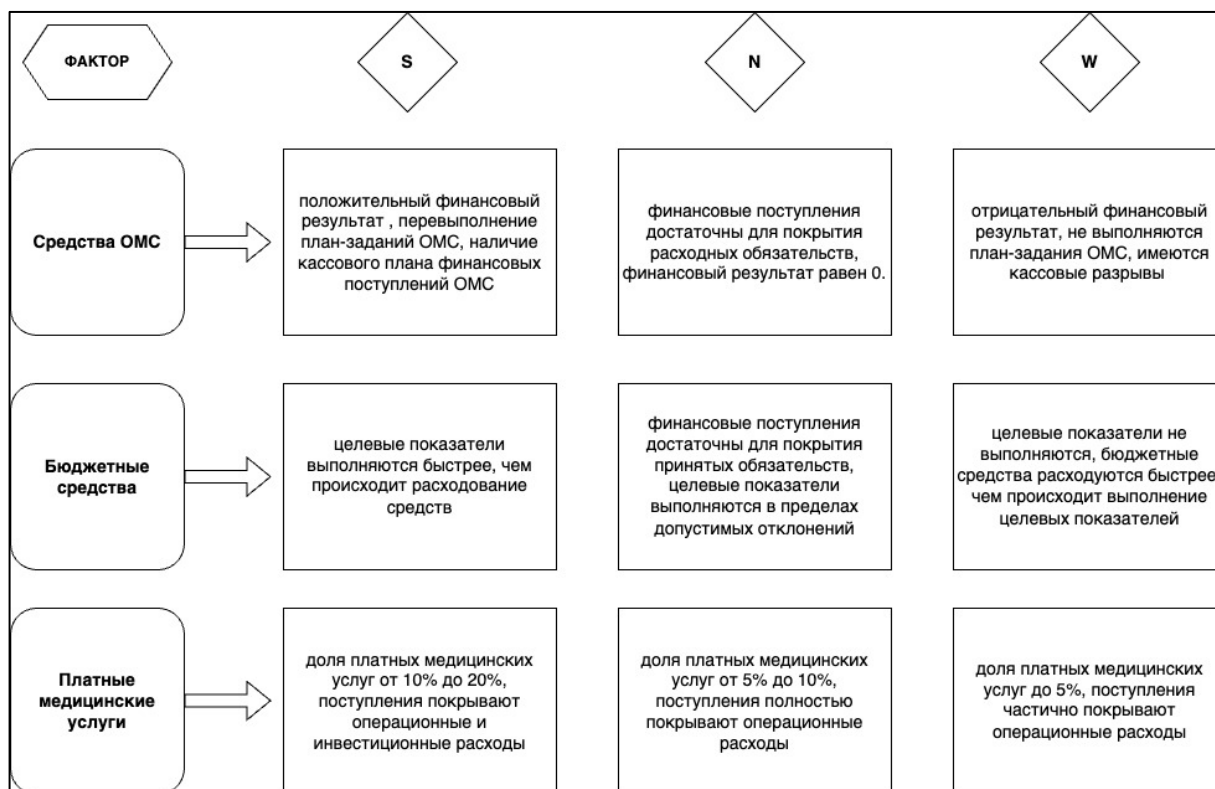 ФАКТОР
S
N
W
Средства ОМС
положительный финансовый
результат , перевыполнение
план-заданий ОМС, наличие
кассового плана финансовых
поступлений ОМС
финансовые поступления
достаточны для покрытия
расходных обязательств,
финансовый результат равен 0.
отрицательный финансовый
результат, не выполняются
план-задания ОМС, имеются
кассовые разрывы
Бюджетные
средства
целевые показатели
выполняются быстрее, чем
происходит расходование
средств
финансовые поступления
достаточны для покрытия
принятых обязательств,
целевые показатели
выполняются в пределах
допустимых отклонений
целевые показатели не
выполняются, бюджетные
средства расходуются быстрее
чем происходит выполнение
целевых показателей
Платные
медицинские
услуги
доля платных медицинских
услуг от 10% до 20%,
поступления покрывают
операционные и
инвестиционные расходы
доля платных медицинских
услуг от 5% до 10%,
поступления полностью
покрывают операционные
расходы
доля платных медицинских
услуг до 5%, поступления
частично покрывают
операционные расходы